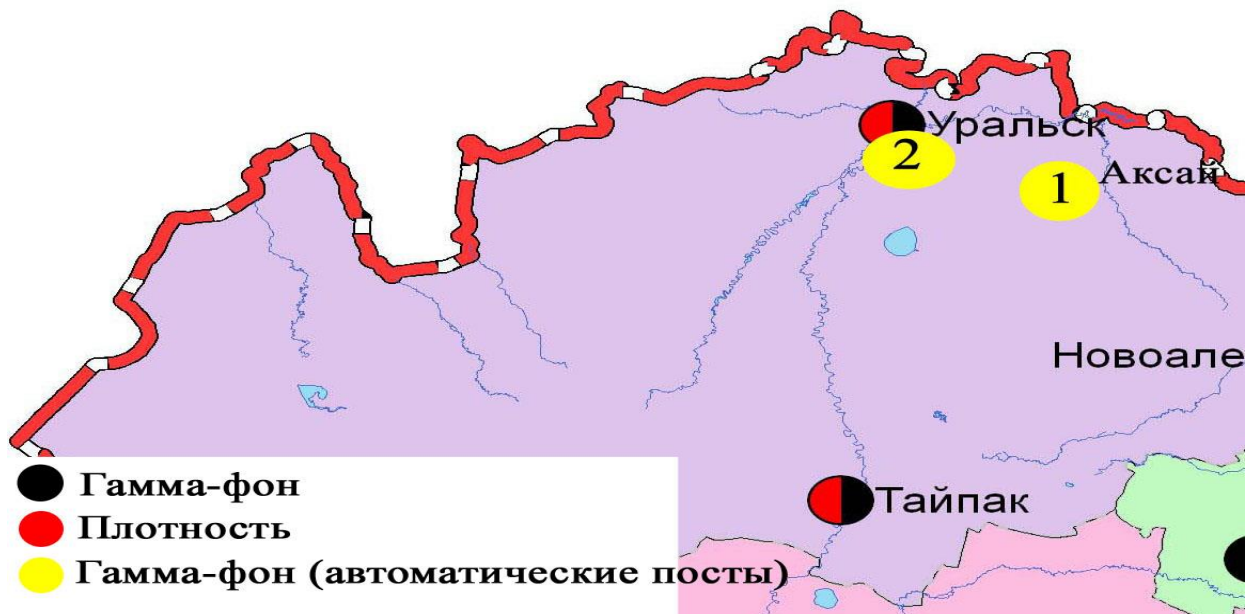 Уральск
2
1
Аксай
Новоале
Тайпак
Гамма-фон
Плотность
Гамма-фон (автоматические посты)